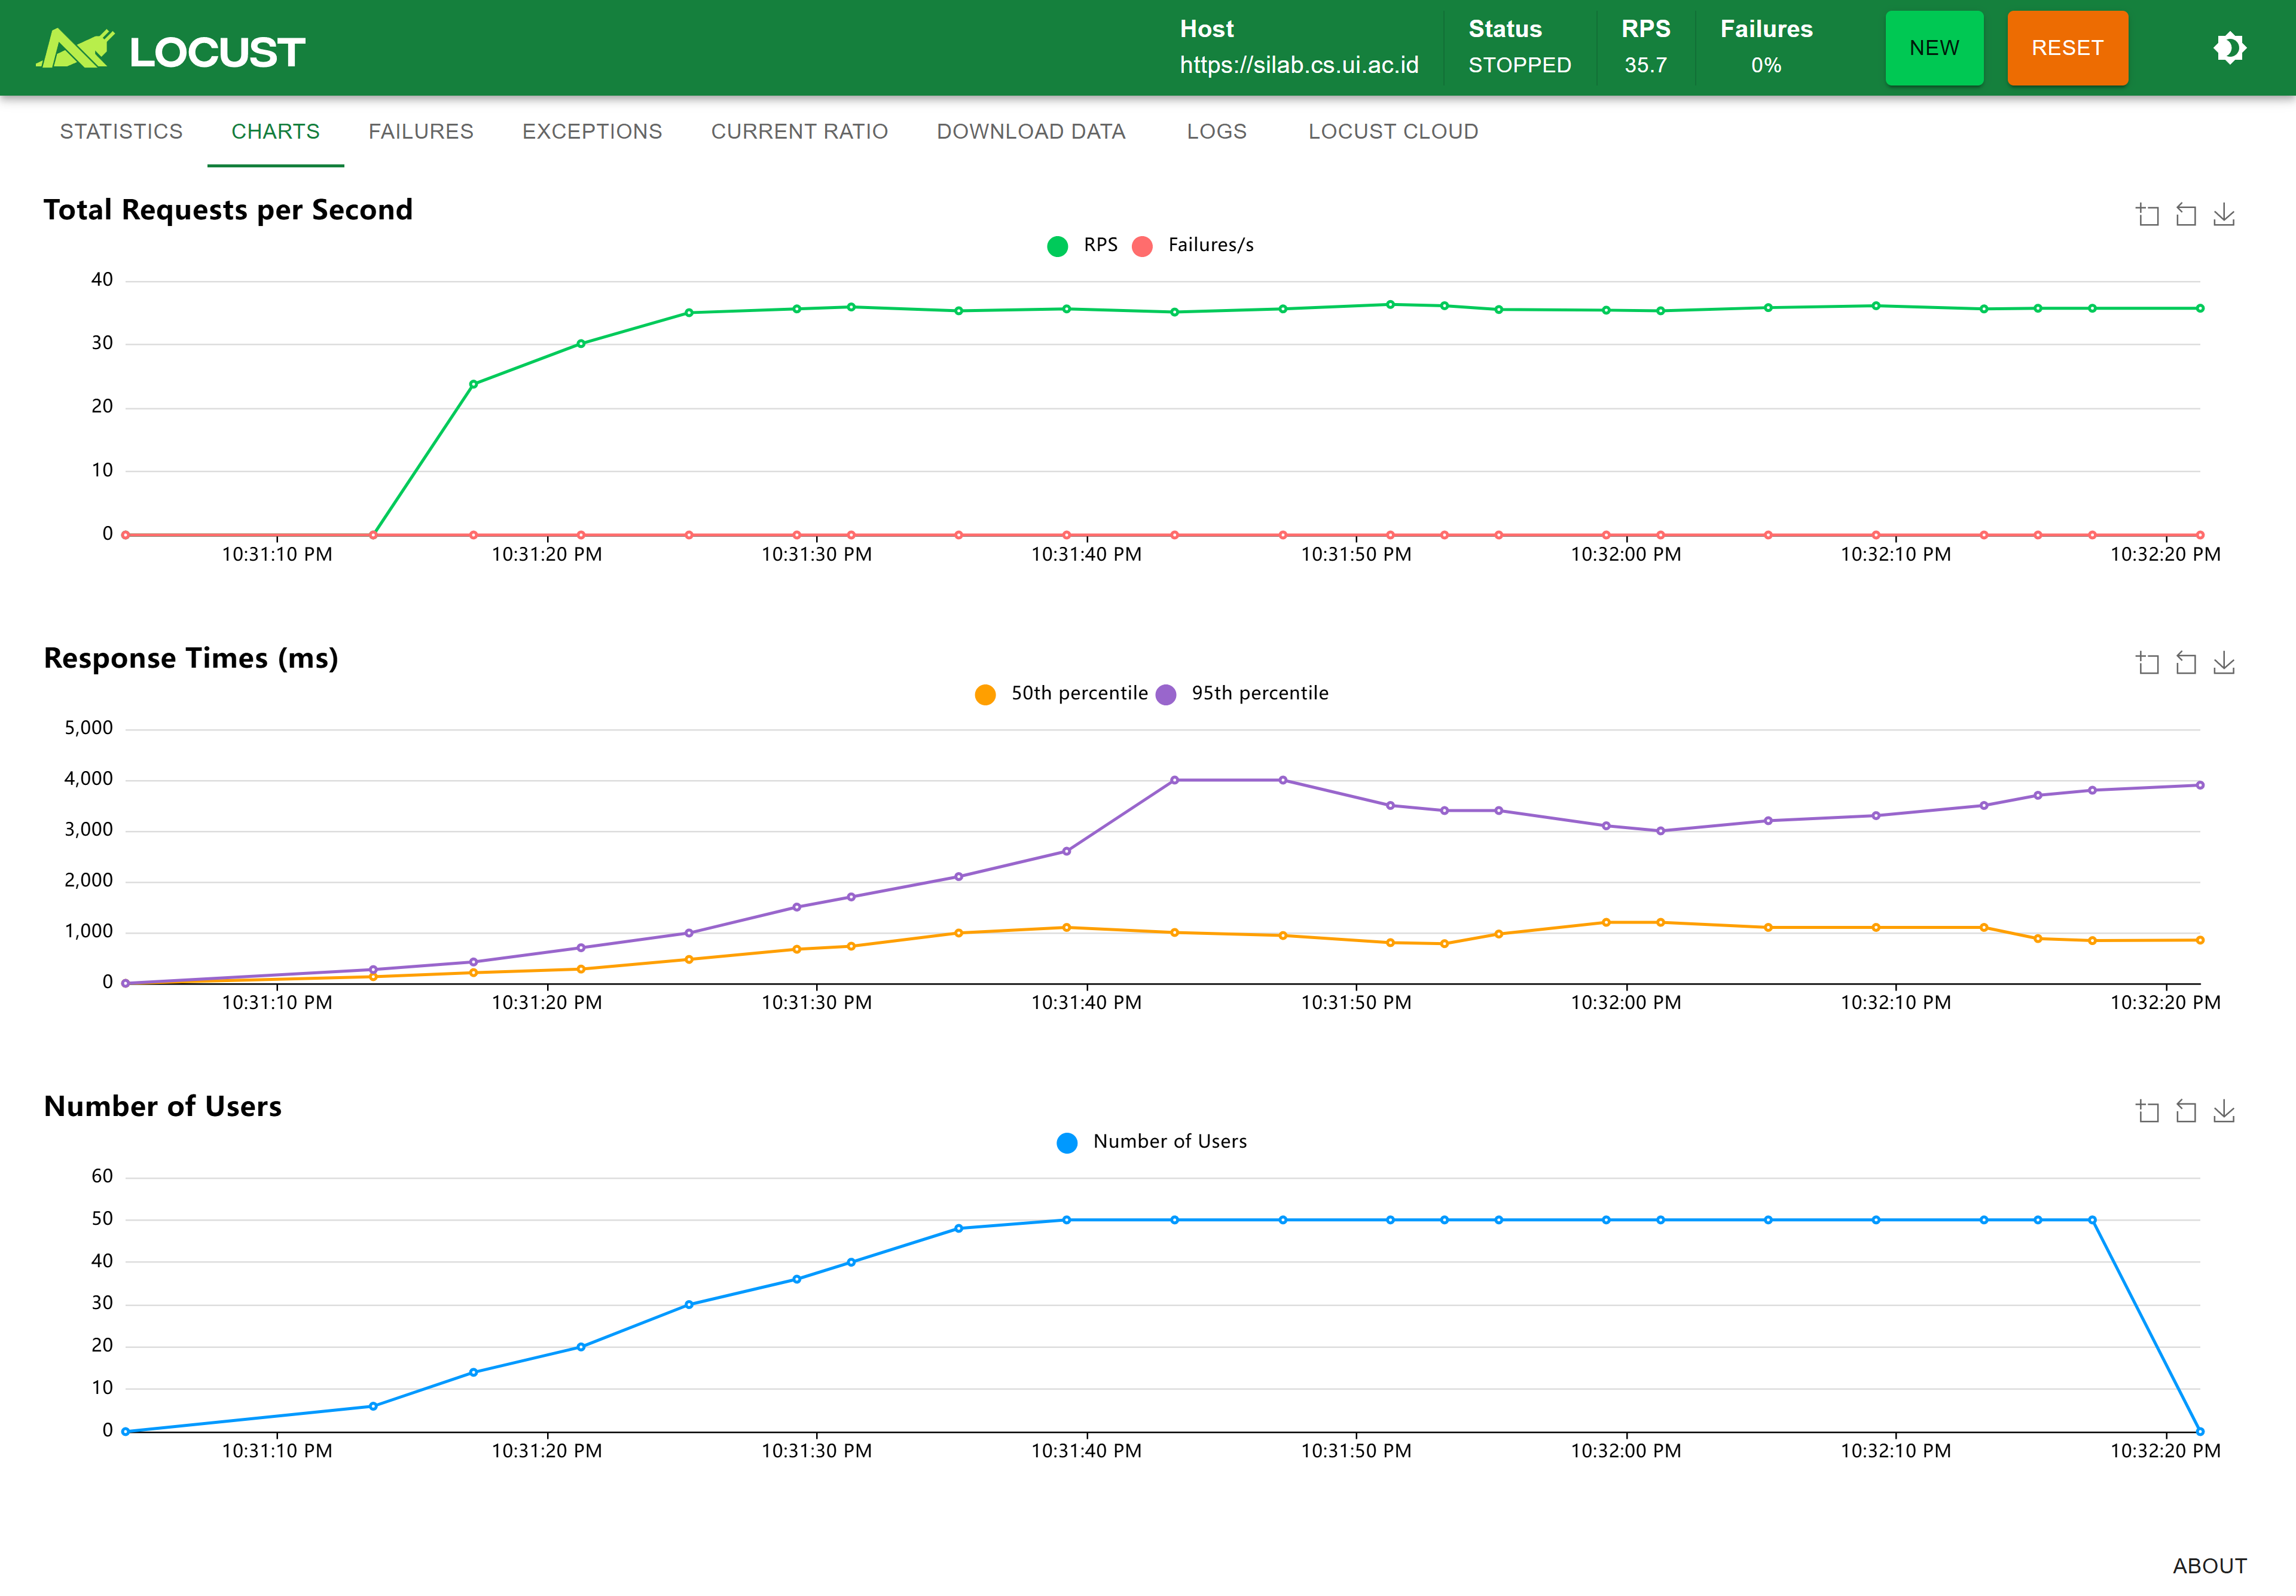 LOCUST
Host
https://silab.cs.ui.ac.id
Status
STOPPED
RPS
35.7
Failures
0%
NEW
RESET
STATISTICS CHARTS FAILURES EXCEPTIONS CURRENT RATIO DOWNLOAD DATA LOGS LOCUST CLOUD
Total Requests per Second
RPS Failures/s
40
30
20
10
0
10:31:10 PM 10:31:20 PM 10:31:30 PM 10:31:40 PM 10:31:50 PM 10:32:00 PM 10:32:10 PM 10:32:20 PM
Response Times (ms)
50th percentile 95th percentile
5,000
4,000
3,000
2,000
1,000
0
10:31:10 PM 10:31:20 PM 10:31:30 PM 10:31:40 PM 10:31:50 PM 10:32:00 PM 10:32:10 PM 10:32:20 PM
Number of Users
Number of Users
60
50
40
30
20
10
0
10:31:10 PM 10:31:20 PM 10:31:30 PM 10:31:40 PM 10:31:50 PM 10:32:00 PM 10:32:10 PM 10:32:20 PM
ABOUT